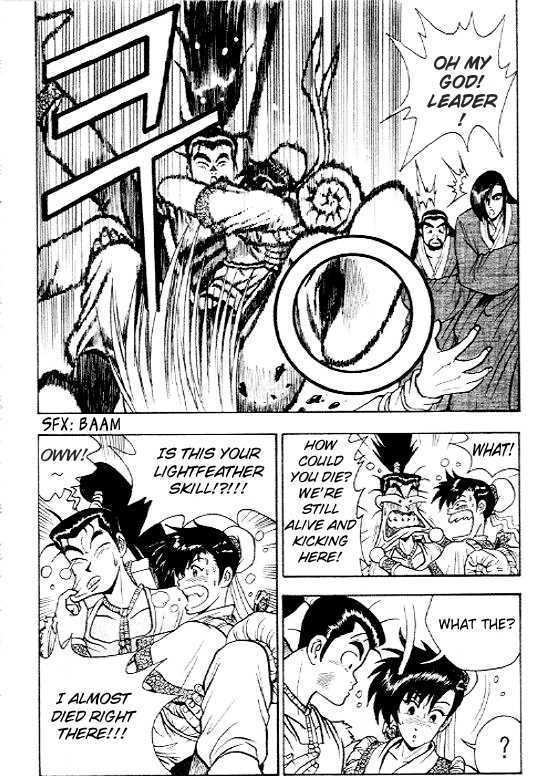 OH MY
GOD!
LEADER
!
쾅
SFX: BAAM
OWW!
IS THIS YOUR
LIGHTFEATHER
SKILL!?!!!
I ALMOST
DIED RIGHT
THERE!!!
HOW
COULD
YOU DIE?
WE'RE
STILL
ALIVE AND
KICKING
HERE!
WHAT!
WHAT THE?
?